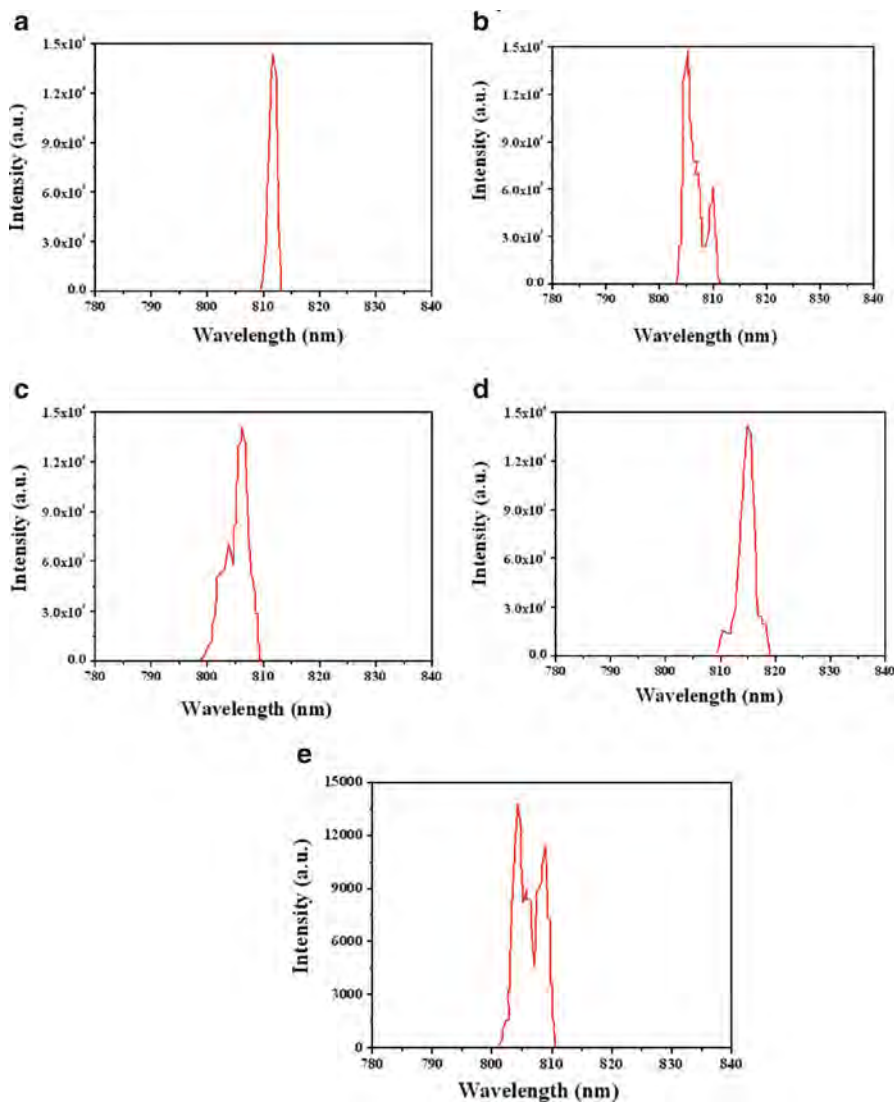 a
1.5x10⁴
1.2x10⁴
9.0x10³
6.0x10³
3.0x10³
0.0
780 790 800 810 820 830 840
Intensity (a.u.)
Wavelength (nm)
b
1.5x10⁴
1.2x10⁴
9.0x10³
6.0x10³
3.0x10³
0.0
780 790 800 810 820 830 840
Intensity (a.u.)
Wavelength (nm)
c
1.5x10⁴
1.2x10⁴
9.0x10³
6.0x10³
3.0x10³
0.0
780 790 800 810 820 830 840
Intensity (a.u.)
Wavelength (nm)
d
1.5x10⁴
1.2x10⁴
9.0x10³
6.0x10³
3.0x10³
0.0
780 790 800 810 820 830 840
Intensity (a.u.)
Wavelength (nm)
e
15000
12000
9000
6000
3000
0
780 790 800 810 820 830 840
Intensity (a.u.)
Wavelength (nm)